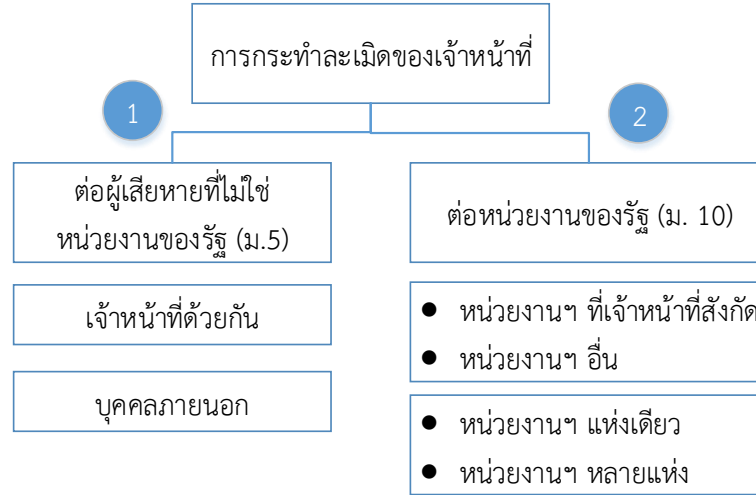 การกระทำละเมิดของเจ้าหน้าที่
1
2
ต่อผู้เสียหายที่ไม่ใช่
หน่วยงานของรัฐ (ม.5)
เจ้าหน้าที่ด้วยกัน
บุคคลภายนอก
ต่อหน่วยงานของรัฐ (ม. 10)
● หน่วยงานฯ ที่เจ้าหน้าที่สังกัด
● หน่วยงานฯ อื่น
● หน่วยงานฯ แห่งเดียว
● หน่วยงานฯ หลายแห่ง